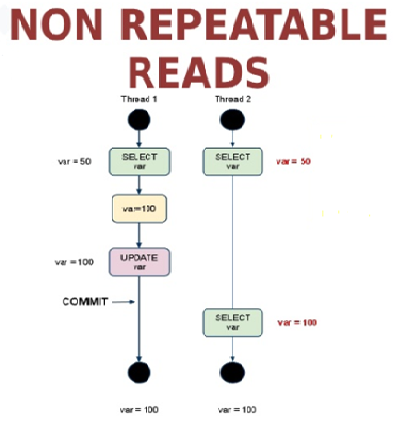 NON REPEATABLE
READS
Thread 1
Thread 2
var = 50
SELECT
var
SELECT
var
var = 50
var=100
var = 100
UPDATE
var
COMMIT
SELECT
var
var = 100
var = 100
var = 100